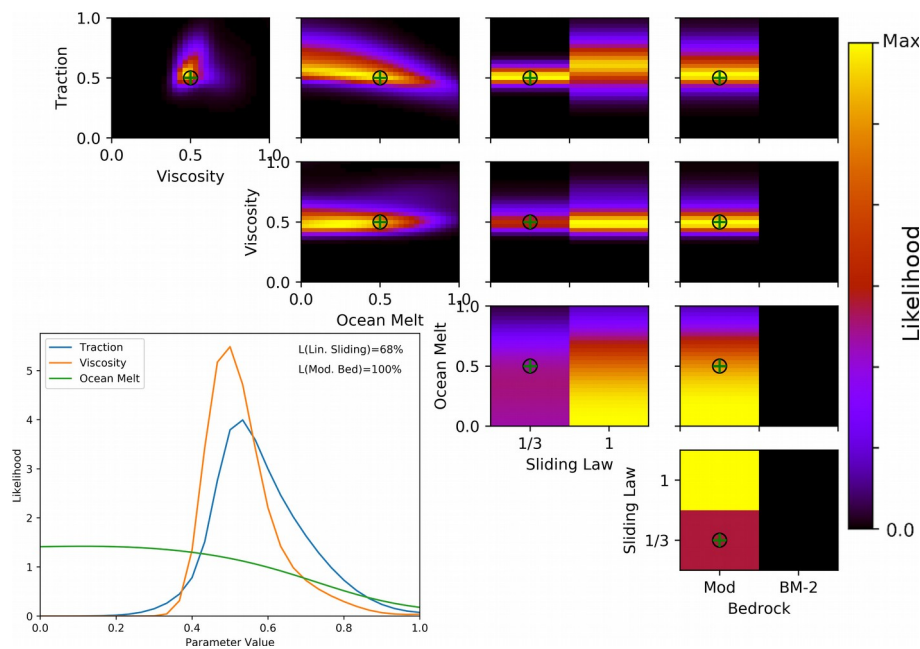 1.0
Traction
0.5
0.0
0.0
0.5
1.0
Viscosity
1.0
Viscosity
0.5
0.0
0.0
0.5
1.0
Ocean Melt
Ocean Melt
0.5
0.0
1/3
1
Sliding Law
Sliding Law
1
1/3
Mod
BM-2
Bedrock
Max
Likelihood
0.0
Traction
Viscosity
Ocean Melt
L(Lin. Sliding)=68%
L(Mod. Bed)=100%
Likelihood
5
4
3
2
1
0
0.0
0.2
0.4
0.6
0.8
1.0
Parameter Value